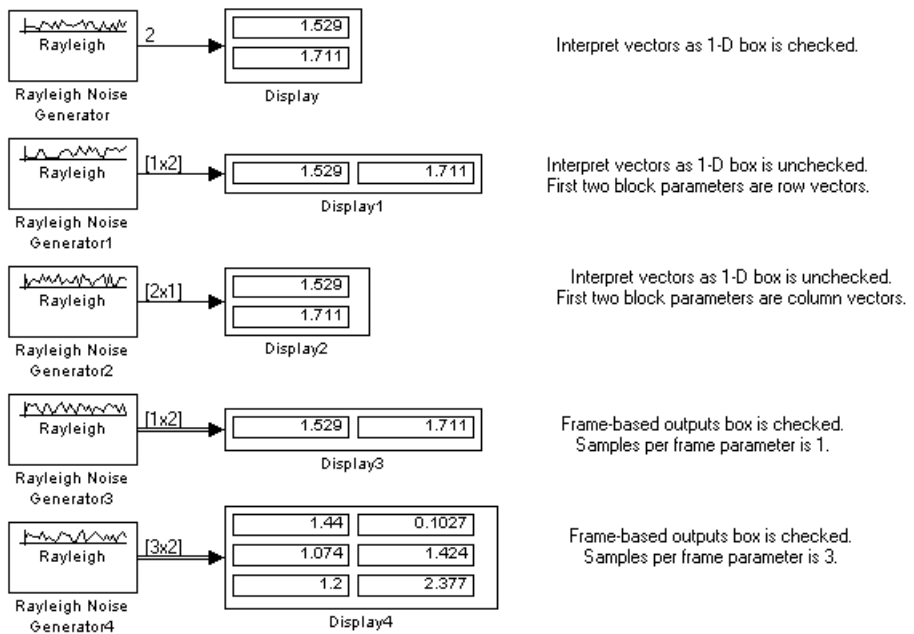 Rayleigh
2
1.529
1.711
Interpret vectors as 1-D box is checked.
Rayleigh Noise
Generator
Display
Rayleigh
[1x2]
1.529 1.711
Interpret vectors as 1-D box is unchecked.
First two block parameters are row vectors.
Rayleigh Noise
Generator1
Display1
Rayleigh
[2x1]
1.529
1.711
Interpret vectors as 1-D box is unchecked.
First two block parameters are column vectors.
Rayleigh Noise
Generator2
Display2
Rayleigh
[1x2]
1.529 1.711
Frame-based outputs box is checked.
Samples per frame parameter is 1.
Rayleigh Noise
Generator3
Display3
Rayleigh
[3x2]
1.44 0.1027
1.074 1.424
1.2 2.377
Frame-based outputs box is checked.
Samples per frame parameter is 3.
Rayleigh Noise
Generator4
Display4